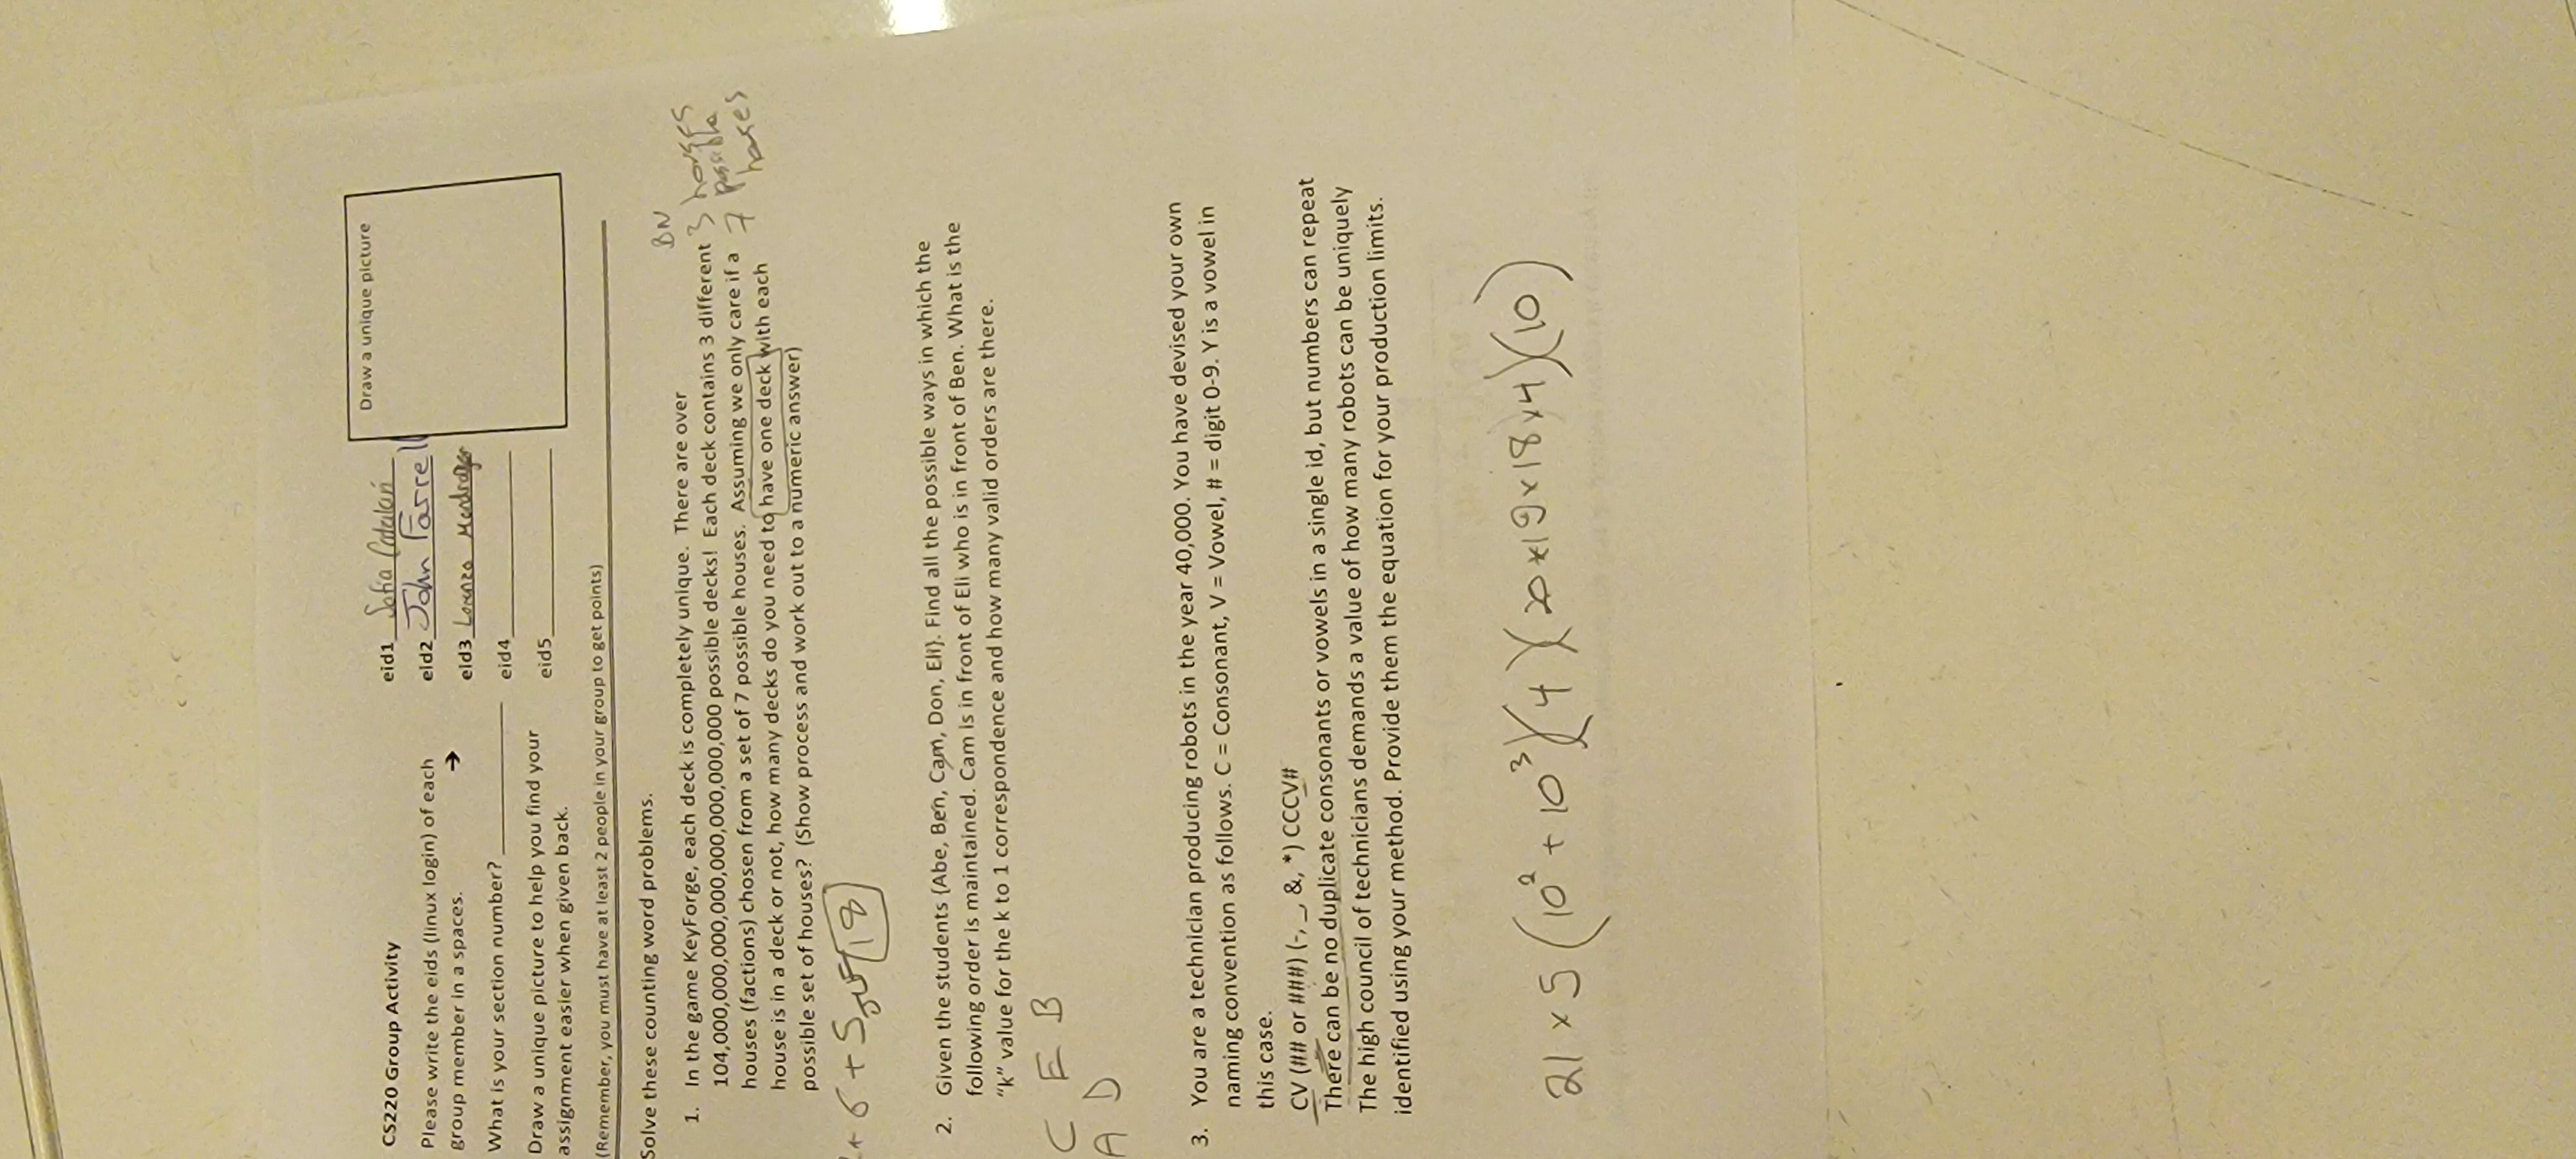 CS220 Group Activity
Please write the eids (linux login) of each
group member in a spaces. →
What is your section number?
Draw a unique picture to help you find your
assignment easier when given back.
(Remember, you must have at least 2 people in your group to get points)
eid1 Sofia Catalan
eid2 John Farrell
eid3 Lorenzo
eid4
eid5
Draw a unique picture
Solve these counting word problems.
1. In the game KeyForge, each deck is completely unique. There are over
104,000,000,000,000,000,000,000,000 possible decks! Each deck contains 3 different
houses (factions) chosen from a set of 7 possible houses. Assuming we only care if a
house is in a deck or not, how many decks do you need to have one deck with each
possible set of houses? (Show process and work out to a numeric answer)
BN
3 houses
7 possible
houses
+ 6 + 5 18
2. Given the students {Abe, Ben, Cam, Don, Eli}. Find all the possible ways in which the
following order is maintained. Cam is in front of Eli who is in front of Ben. What is the
“k” value for the k to 1 correspondence and how many valid orders are there.
C E B
A D
3. You are a technician producing robots in the year 40,000. You have devised your own
naming convention as follows. C = Consonant, V = Vowel, # = digit 0-9. Y is a vowel in
this case.
CV (## or ###) (-, _, &, *) CCCV#
There can be no duplicate consonants or vowels in a single id, but numbers can repeat
The high council of technicians demands a value of how many robots can be uniquely
identified using your method. Provide them the equation for your production limits.
21 x 5 (10² + 10³)(4)(20 x 19 x 18 x 4)(10)